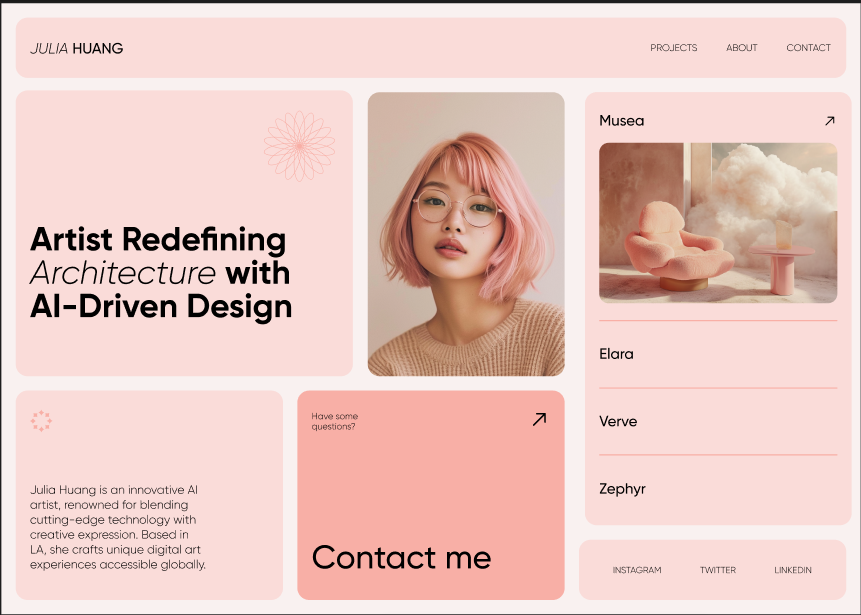 JULIA HUANG
PROJECTS ABOUT CONTACT
Artist Redefining
Architecture with
AI-Driven Design
Musea
Elara
Verve
Zephyr
Julia Huang is an innovative AI
artist, renowned for blending
cutting-edge technology with
creative expression. Based in
LA, she crafts unique digital art
experiences accessible globally.
Have some
questions?
Contact me
INSTAGRAM TWITTER LINKEDIN